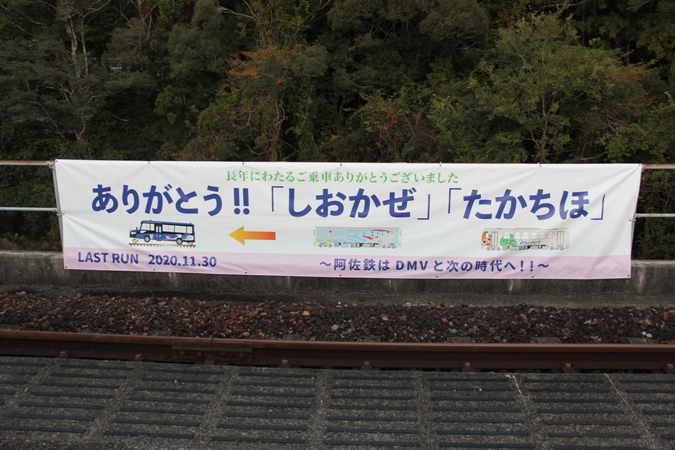 長年にわたるご乗車ありがとうございました
ありがとう!!「しおかぜ」「たかちほ」
LAST RUN 2020.11.30
～阿佐鉄はDMVと次の時代へ!!～